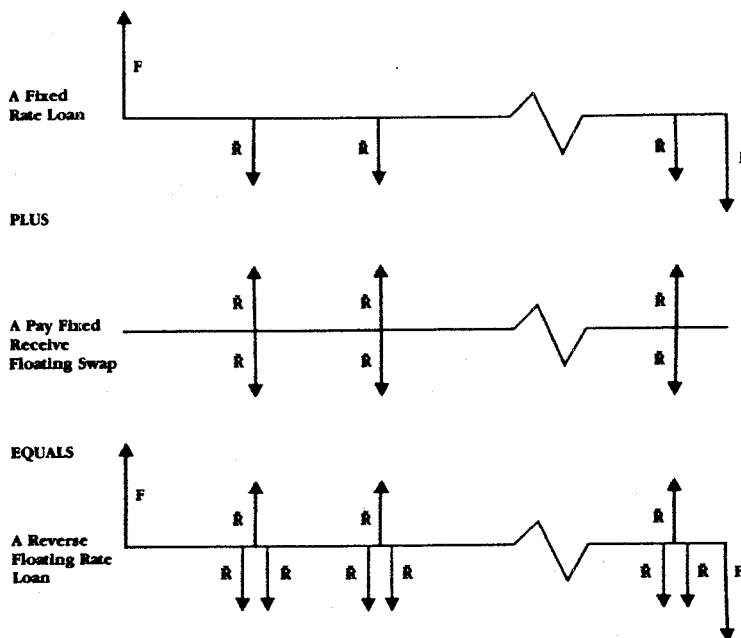 F
A Fixed
Rate Loan
R̄ R̄ R̄
PLUS
R̃ R̃ R̃
A Pay Fixed
Receive
Floating Swap
R̄ R̄ R̄
EQUALS
F
R̃ R̃ R̃
A Reverse
Floating Rate
Loan
R̄ R̄ R̄ R̄ R̄ R̄ F